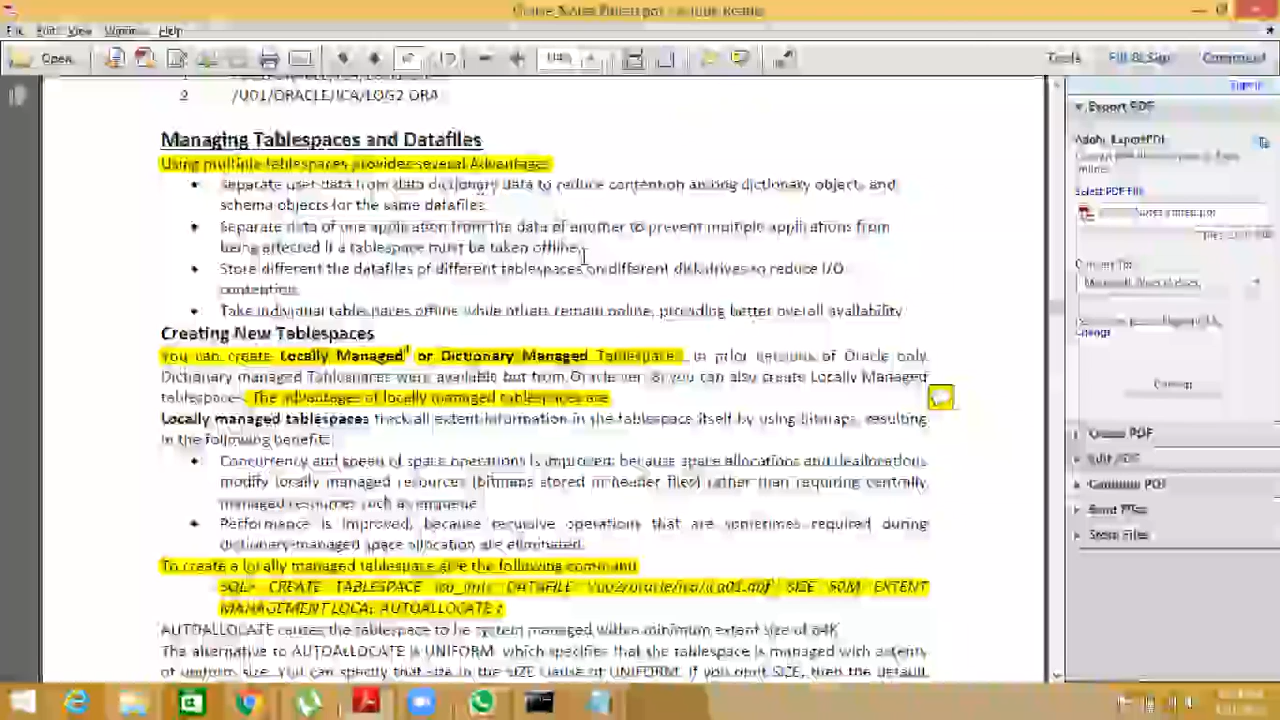 File Edit View Window Help
Open
Tools Fill & Sign Comment
2 /U01/ORACLE/ICA/LOG2 ORA
Managing Tablespaces and Datafiles
Using multiple tablespaces provides several Advantages
Separate user data from data dictionary data to reduce contention among dictionary objects and
schema objects for the same datafiles.
Separate data of one application from the data of another to prevent multiple applications from
being affected if a tablespace must be taken offline.
Store different the datafiles of different tablespaces on different disk drives to reduce I/O
contention.
Take individual tablespaces offline while others remain online, providing better overall availability
Creating New Tablespaces
You can create Locally Managed or Dictionary Managed Tablespaces. In prior versions of Oracle only
Dictionary managed Tablespaces were available but from Oracle ver. 8i you can also create Locally Managed
tablespaces. The advantages of locally managed tablespaces are
Locally managed tablespaces track all extent information in the tablespace itself by using bitmaps, resulting
in the following benefits:
Concurrency and speed of space operations is improved, because space allocations and deallocations
modify locally managed resources (bitmaps stored in header files) rather than requiring centrally
managed resources such as enqueue
Performance is improved, because recursive operations that are sometimes required during
dictionary-managed space allocation are eliminated.
To create a locally managed tablespace give the following command
SQL> CREATE TABLESPACE DATAFILE SIZE 50M EXTENT
MANAGEMENT LOCAL AUTOALLOCATE ;
AUTOALLOCATE causes the tablespace to be system managed with a minimum extent size of 64K
The alternative to AUTOALLOCATE is UNIFORM. which specifies that the tablespace is managed with extents
of uniform size. You can specify that size in the SIZE clause of UNIFORM. If you omit SIZE, then the default
Export PDF
Adobe ExportPDF
Select PDF File:
Convert To:
Change
Convert
Create PDF
Edit PDF
Combine PDF
Send Files
Store Files